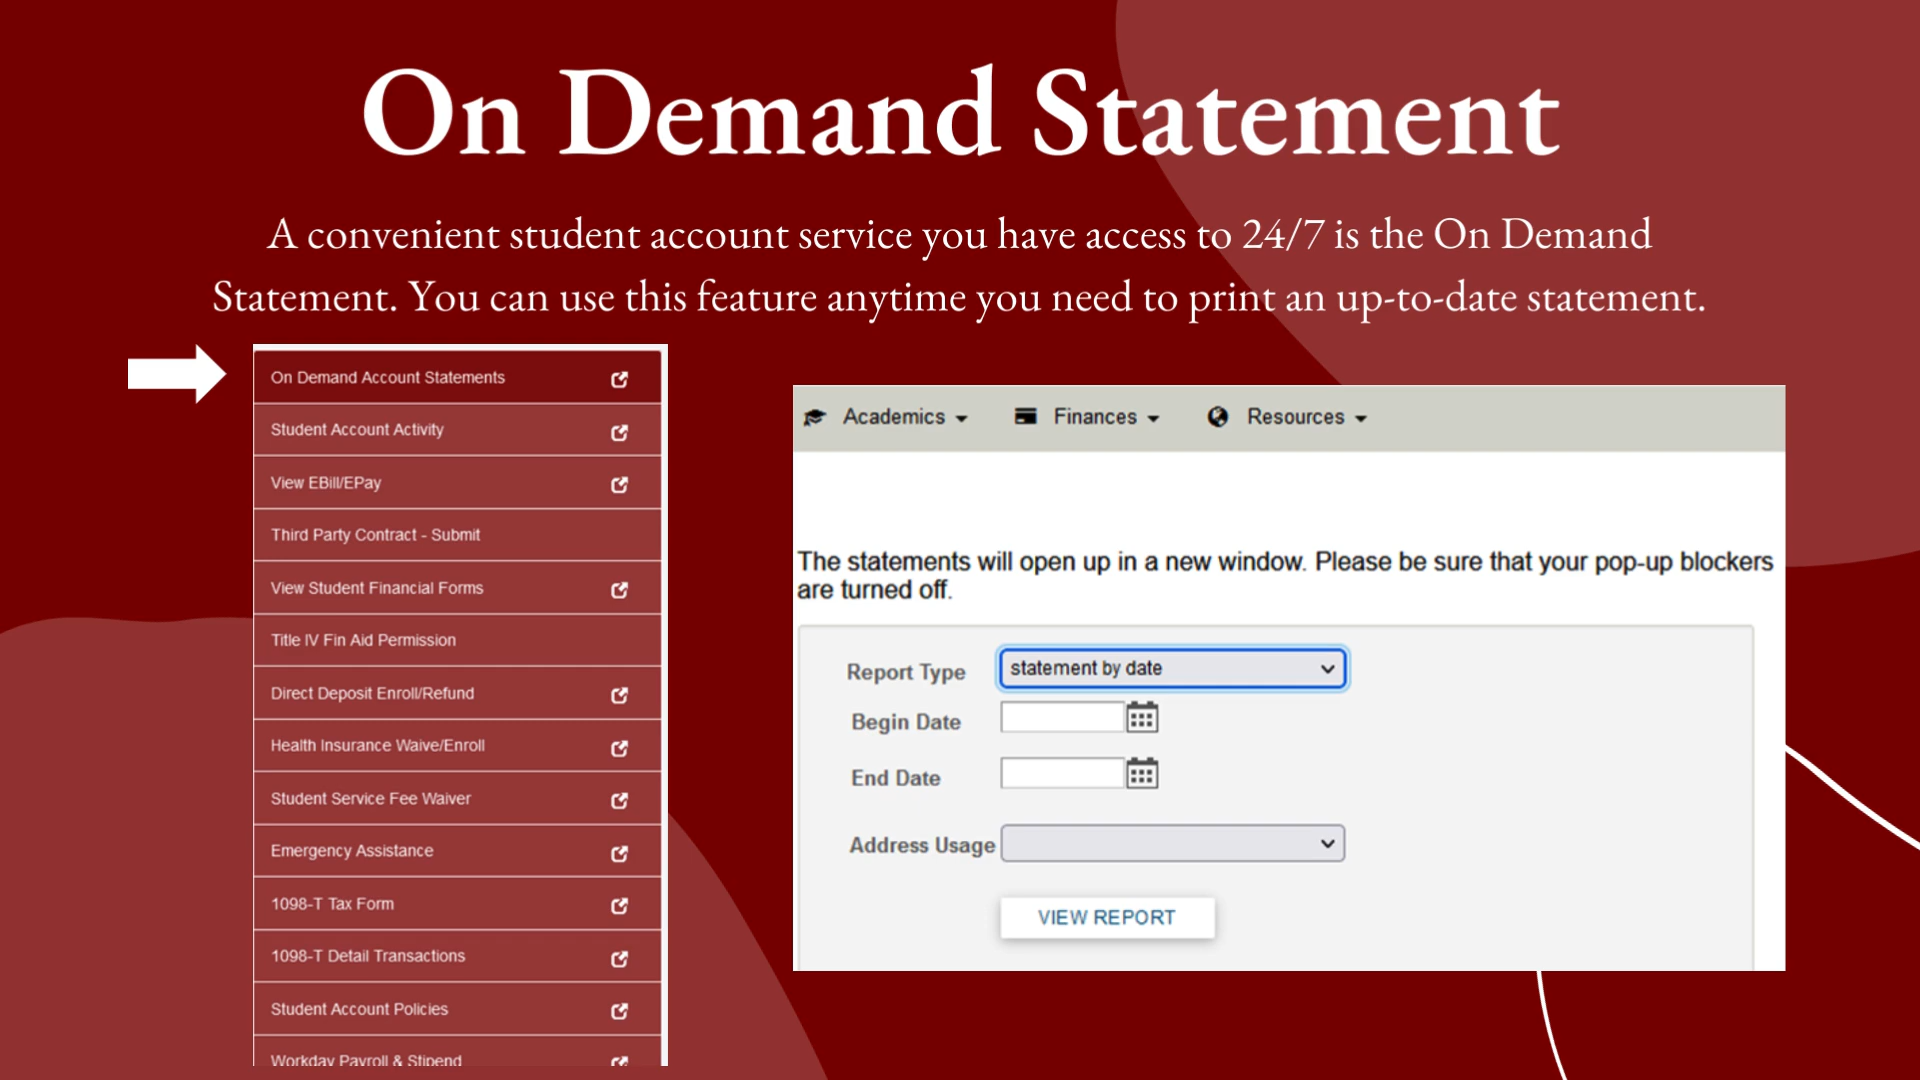 On Demand Statement
A convenient student account service you have access to 24/7 is the On Demand
Statement. You can use this feature anytime you need to print an up-to-date statement.
On Demand Account Statements
Student Account Activity
View EBill/EPay
Third Party Contract - Submit
View Student Financial Forms
Title IV Fin Aid Permission
Direct Deposit Enroll/Refund
Health Insurance Waive/Enroll
Student Service Fee Waiver
Emergency Assistance
1098-T Tax Form
1098-T Detail Transactions
Student Account Policies
Workday Payroll & Stipend
Academics Finances Resources
The statements will open up in a new window. Please be sure that your pop-up blockers
are turned off.
Report Type statement by date
Begin Date
End Date
Address Usage
VIEW REPORT